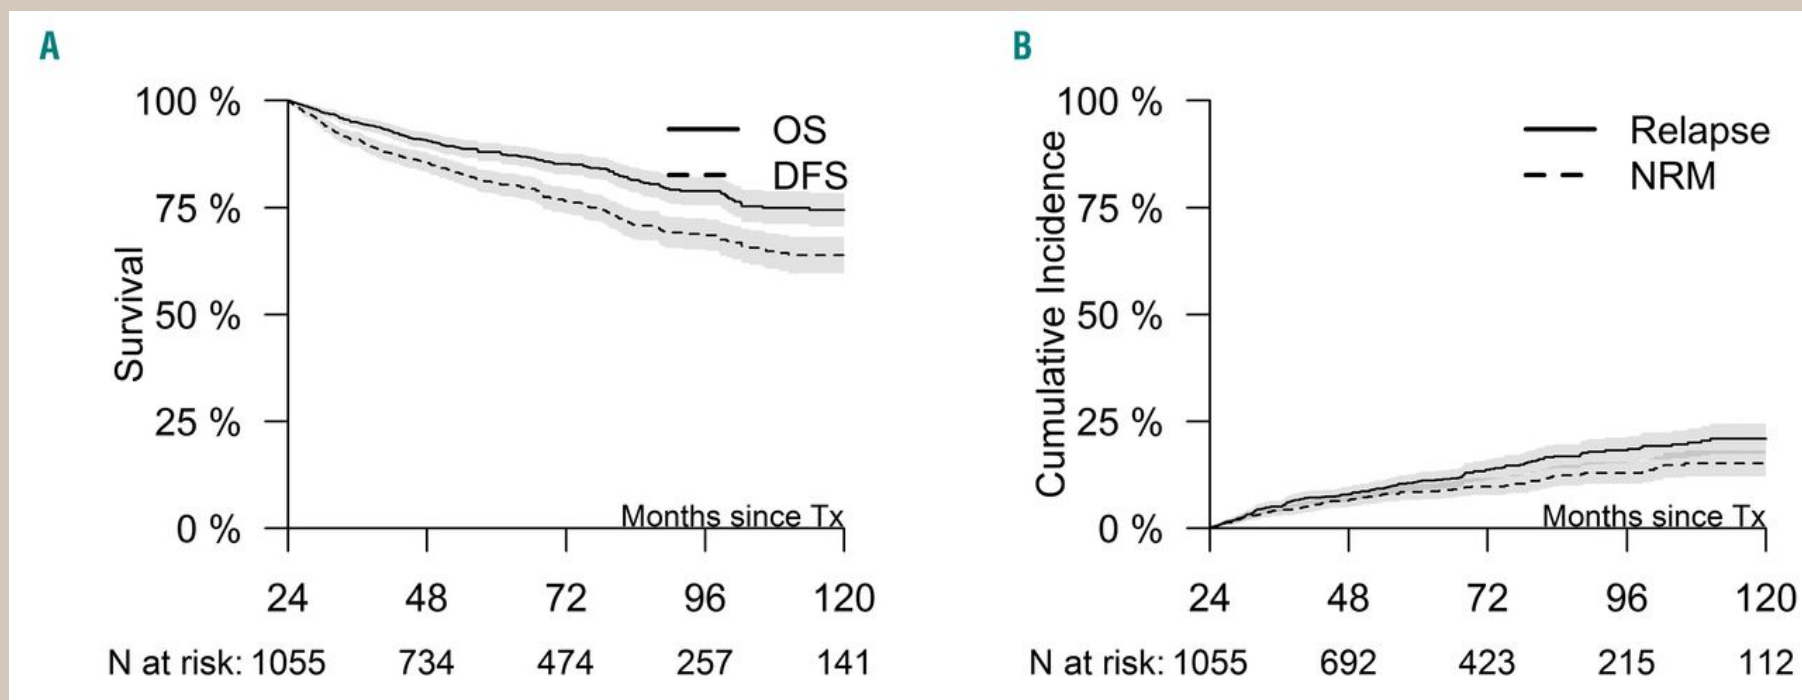 A
Survival
100 %
75 %
50 %
25 %
0 %
OS
DFS
Months since Tx
24 48 72 96 120
N at risk: 1055 734 474 257 141
B
Cumulative Incidence
100 %
75 %
50 %
25 %
0 %
Relapse
NRM
Months since Tx
24 48 72 96 120
N at risk: 1055 692 423 215 112